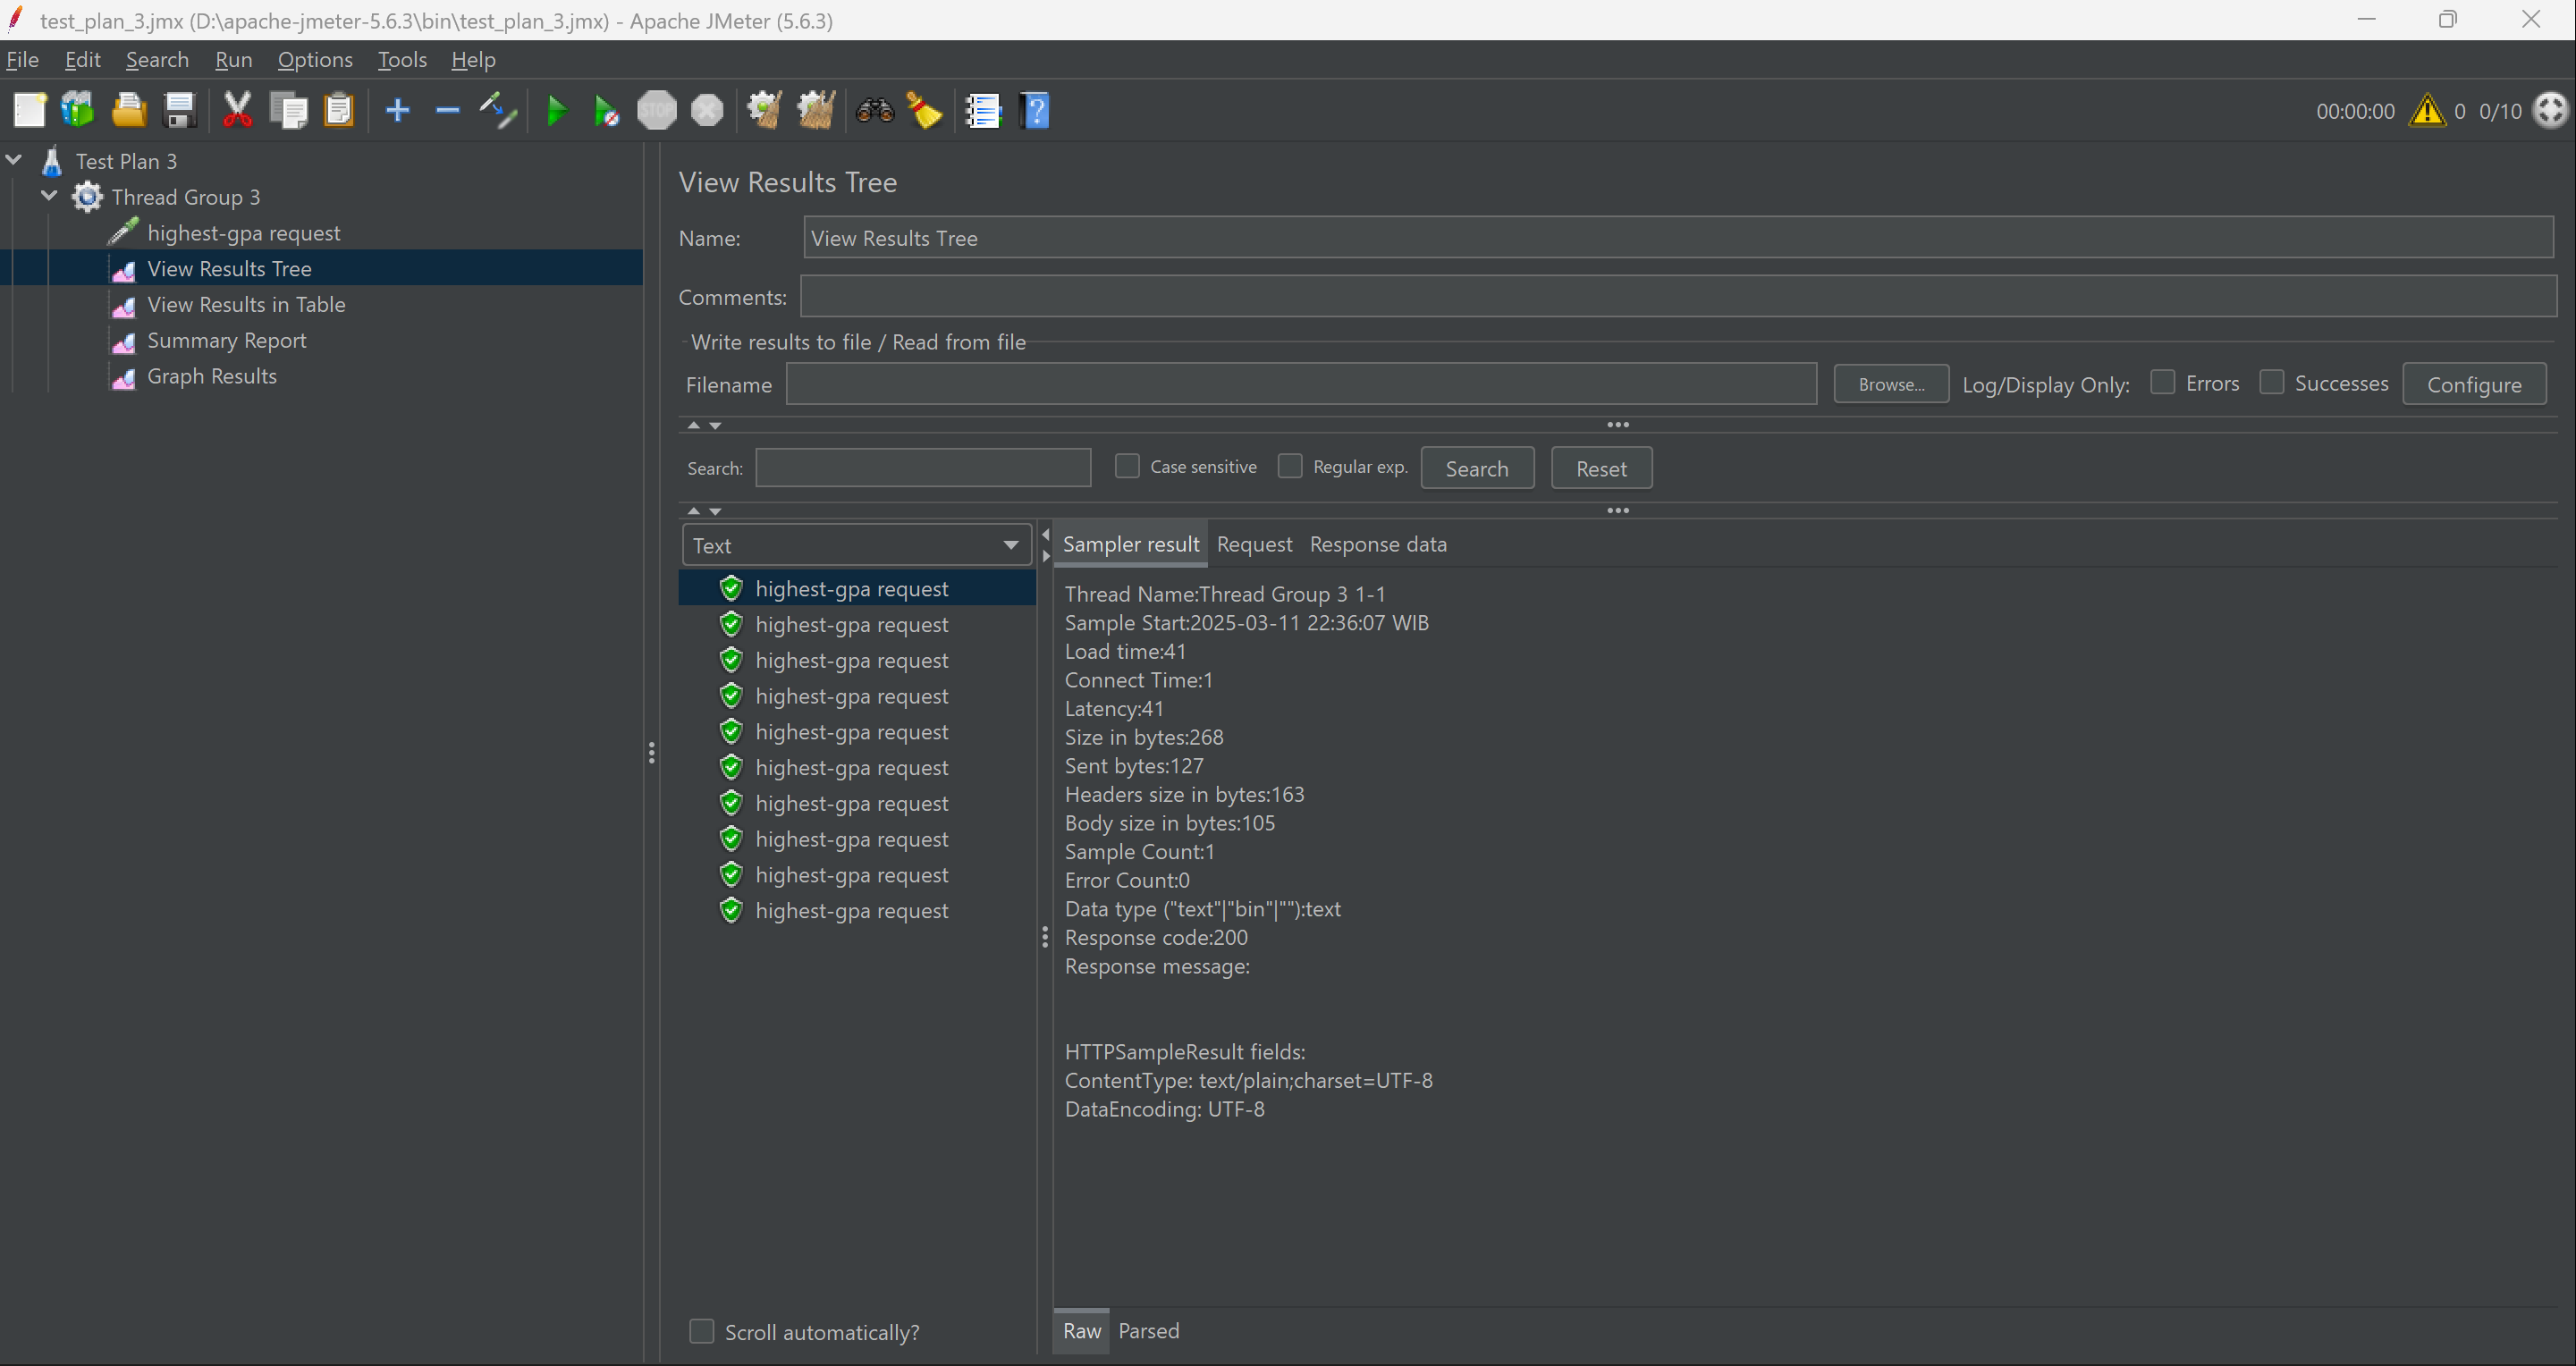 test_plan_3.jmx (D:\apache-jmeter-5.6.3\bin\test_plan_3.jmx) - Apache JMeter (5.6.3)
File Edit Search Run Options Tools Help
STOP
00:00:00 0 0/10
Test Plan 3
Thread Group 3
highest-gpa request
View Results Tree
View Results in Table
Summary Report
Graph Results
View Results Tree
Name: View Results Tree
Comments:
Write results to file / Read from file
Filename Browse... Log/Display Only: Errors Successes Configure
Search: Case sensitive Regular exp. Search Reset
Text
highest-gpa request
highest-gpa request
highest-gpa request
highest-gpa request
highest-gpa request
highest-gpa request
highest-gpa request
highest-gpa request
highest-gpa request
highest-gpa request
Scroll automatically?
Sampler result Request Response data
Thread Name:Thread Group 3 1-1
Sample Start:2025-03-11 22:36:07 WIB
Load time:41
Connect Time:1
Latency:41
Size in bytes:268
Sent bytes:127
Headers size in bytes:163
Body size in bytes:105
Sample Count:1
Error Count:0
Data type ("text"|"bin"|""):text
Response code:200
Response message:
HTTPSampleResult fields:
ContentType: text/plain;charset=UTF-8
DataEncoding: UTF-8
Raw Parsed